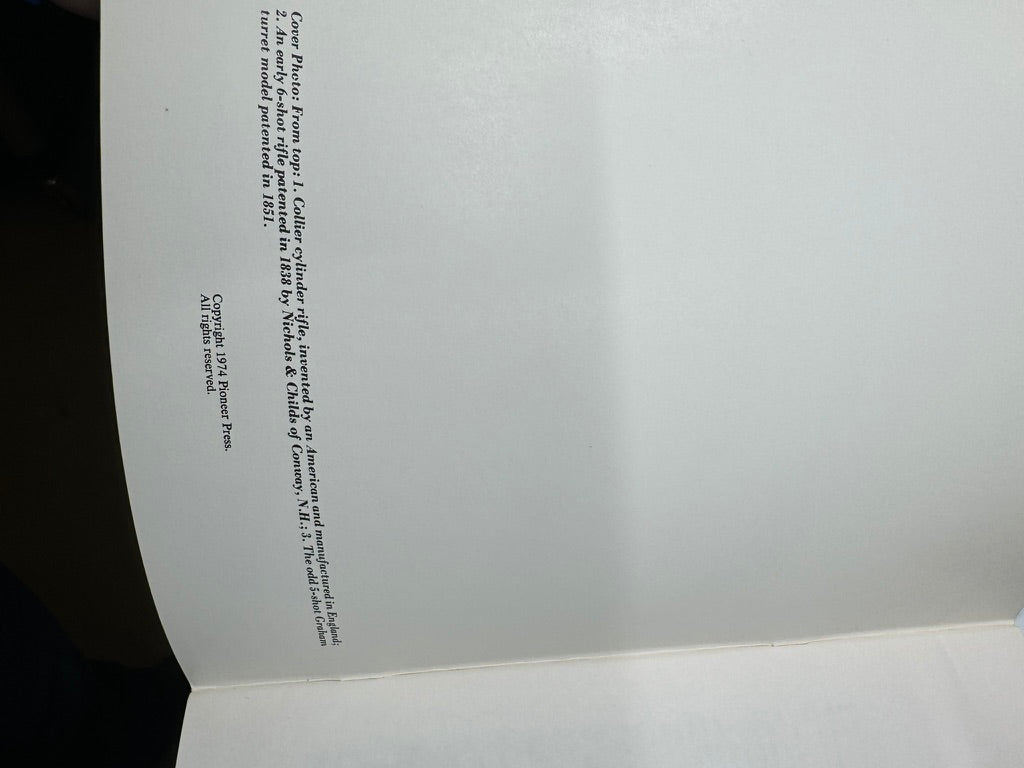 Cover Photo: From top: 1. Collier cylinder rifle, invented by an American and manufactured in England;
2. An early 6-shot rifle patented in 1838 by Nichols & Childs of Conway, N.H.; 3. The odd 5-shot Graham
turret model patented in 1851.
Copyright 1974 Pioneer Press.
All rights reserved.